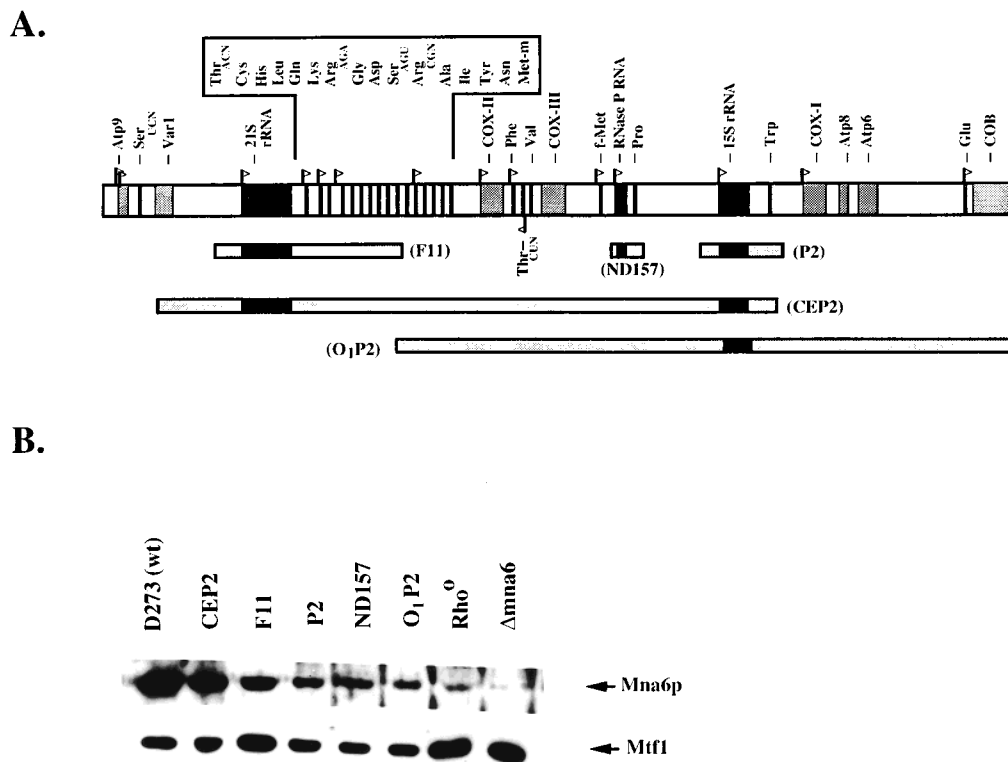 A.
Thr ACN
Cys
His
Leu
Gln
Lys
Arg AGA
Gly
Asp
Ser AGU
Arg CGN
Ala
Ile
Tyr
Asn
Met-m
Atp9
Ser UCN
Var1
21S rRNA
COX-II
Phe
Val
COX-III
f-Met
RNase P RNA
Pro
15S rRNA
Trp
COX-I
Atp8
Atp6
Glu
COB
Thr CUN
(F11)
(ND157)
(P2)
(CEP2)
(O1P2)
B.
D273 (wt)
CEP2
F11
P2
ND157
O1 P2
Rho o
Δmna6
Mna6p
Mtf1